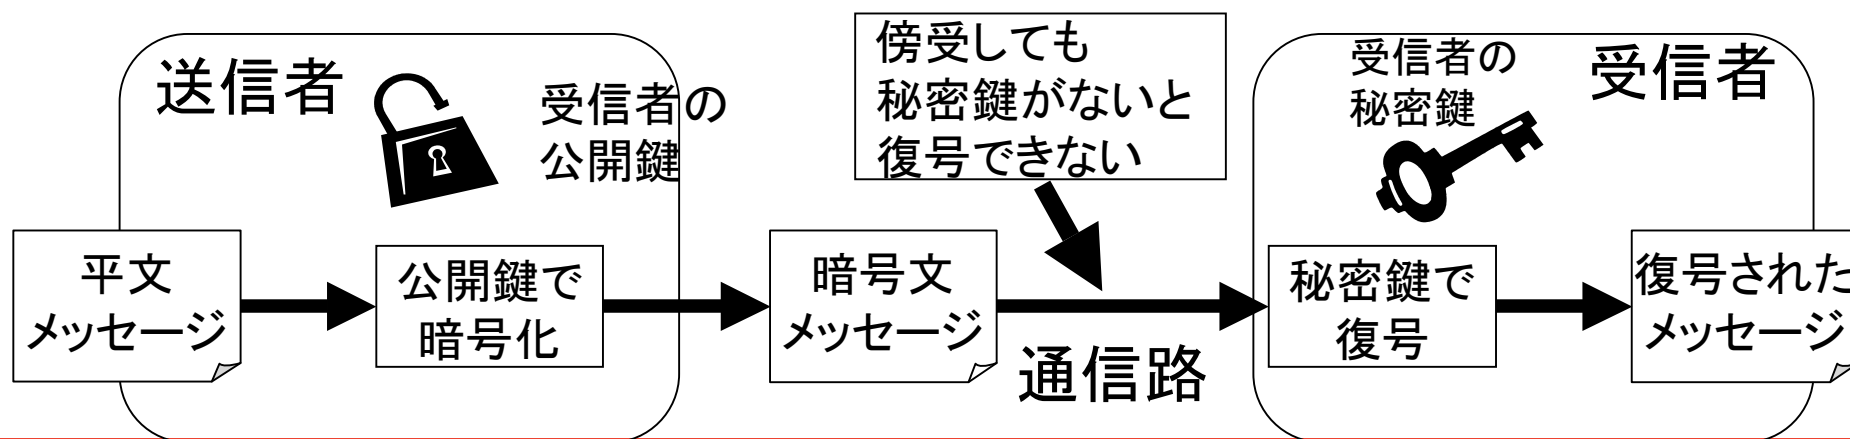 送信者
受信者の
公開鍵
傍受しても
秘密鍵がないと
復号できない
受信者の
秘密鍵
受信者
平文
メッセージ
公開鍵で
暗号化
暗号文
メッセージ
通信路
秘密鍵で
復号
復号された
メッセージ